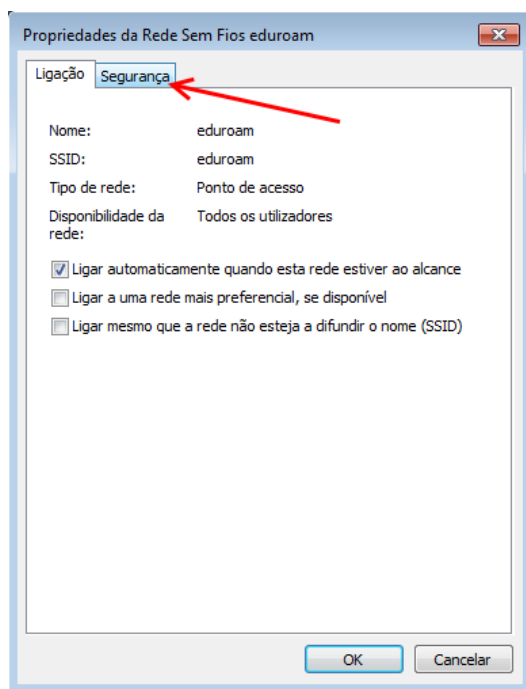 Propriedades da Rede Sem Fios eduroam
Ligação Segurança
Nome: eduroam
SSID: eduroam
Tipo de rede: Ponto de acesso
Disponibilidade da Todos os utilizadores
rede:
Ligar automaticamente quando esta rede estiver ao alcance
Ligar a uma rede mais preferencial, se disponível
Ligar mesmo que a rede não esteja a difundir o nome (SSID)
OK Cancelar